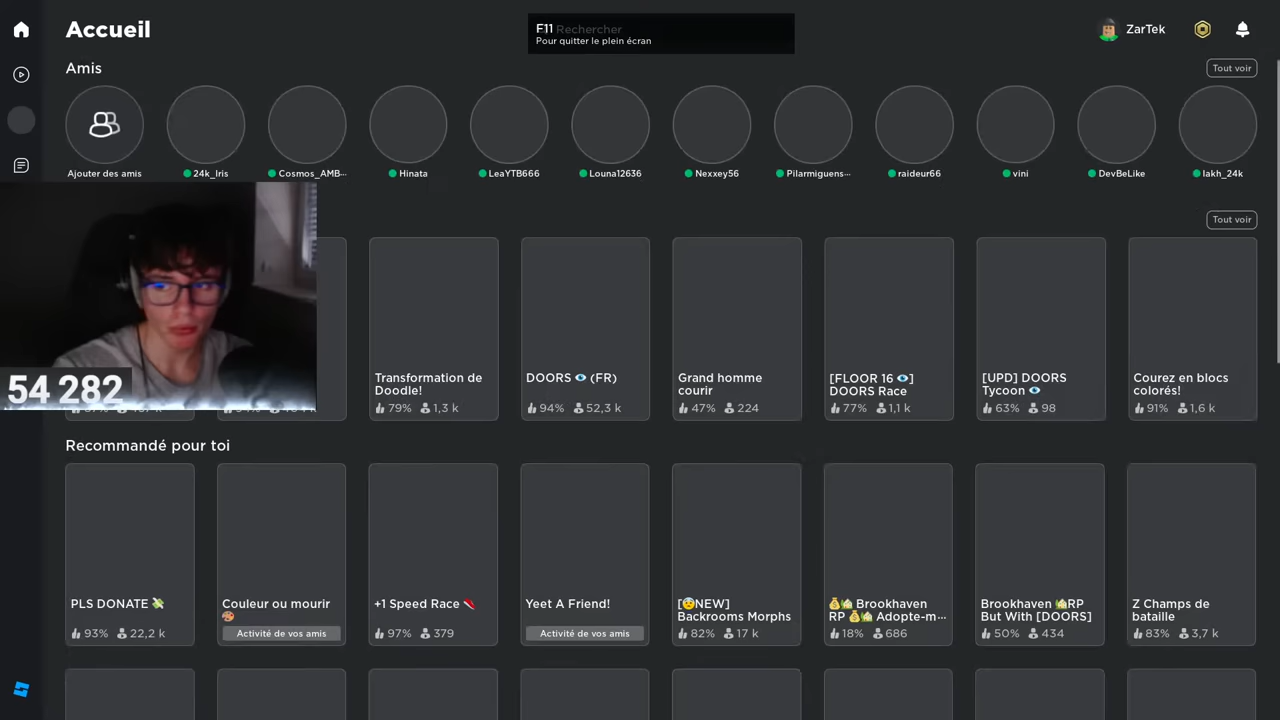 Accueil
F11 Rechercher
Pour quitter le plein écran
ZarTek
Amis
Tout voir
Ajouter des amis
24k_Iris
Cosmos_AMB...
Hinata
LeaYTB666
Louna12636
Nexxey56
Pilarmiguens...
raideur66
vini
DevBeLike
lakh_24k
Tout voir
Transformation de
Doodle!
79% 1,3 k
DOORS 👁 (FR)
94% 52,3 k
Grand homme
courir
47% 224
[FLOOR 16 👁]
DOORS Race
77% 1,1 k
[UPD] DOORS
Tycoon 👁
63% 98
Courez en blocs
colorés!
91% 1,6 k
54 282
Recommandé pour toi
PLS DONATE 💸
93% 22,2 k
Couleur ou mourir
🎨
Activité de vos amis
+1 Speed Race
97% 379
Yeet A Friend!
Activité de vos amis
[😨NEW]
Backrooms Morphs
82% 17 k
💰🏡 Brookhaven
RP 💰🏡 Adopte-m...
18% 686
Brookhaven 🏡RP
But With [DOORS]
50% 434
Z Champs de
bataille
83% 3,7 k